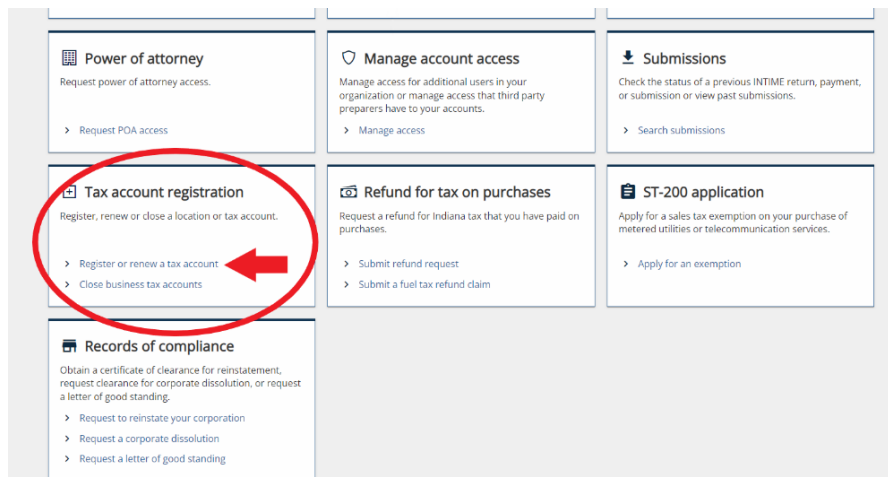 Power of attorney
Request power of attorney access.
Request POA access
Manage account access
Manage access for additional users in your
organization or manage access that third party
preparers have to your accounts.
Manage access
Submissions
Check the status of a previous INTIME return, payment,
or submission or view past submissions.
Search submissions
Tax account registration
Register, renew or close a location or tax account.
Register or renew a tax account
Close business tax accounts
Refund for tax on purchases
Request a refund for Indiana tax that you have paid on
purchases.
Submit refund request
Submit a fuel tax refund claim
ST-200 application
Apply for a sales tax exemption on your purchase of
metered utilities or telecommunication services.
Apply for an exemption
Records of compliance
Obtain a certificate of clearance for reinstatement,
request clearance for corporate dissolution, or request
a letter of good standing.
Request to reinstate your corporation
Request a corporate dissolution
Request a letter of good standing